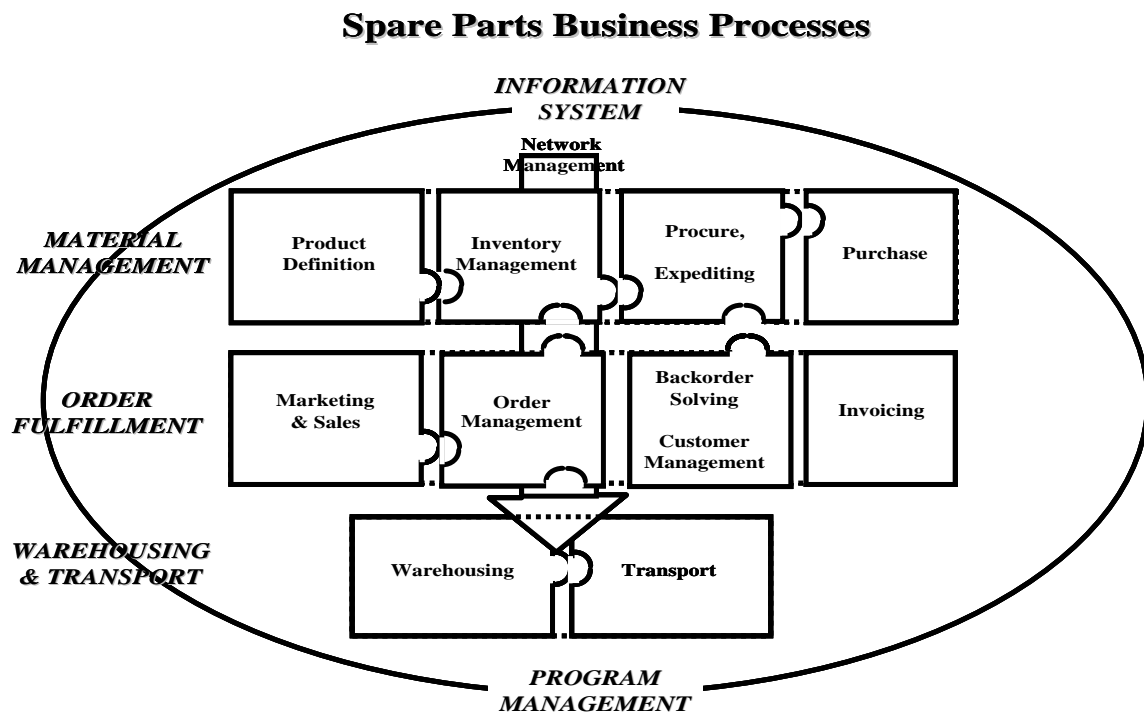 Spare Parts Business Processes
INFORMATION
SYSTEM
Network
Management
MATERIAL
MANAGEMENT
Product
Definition
Inventory
Management
Procure,
Expediting
Purchase
ORDER
FULFILLMENT
Marketing
& Sales
Order
Management
Backorder
Solving
Customer
Management
Invoicing
WAREHOUSING
& TRANSPORT
Warehousing
Transport
PROGRAM
MANAGEMENT